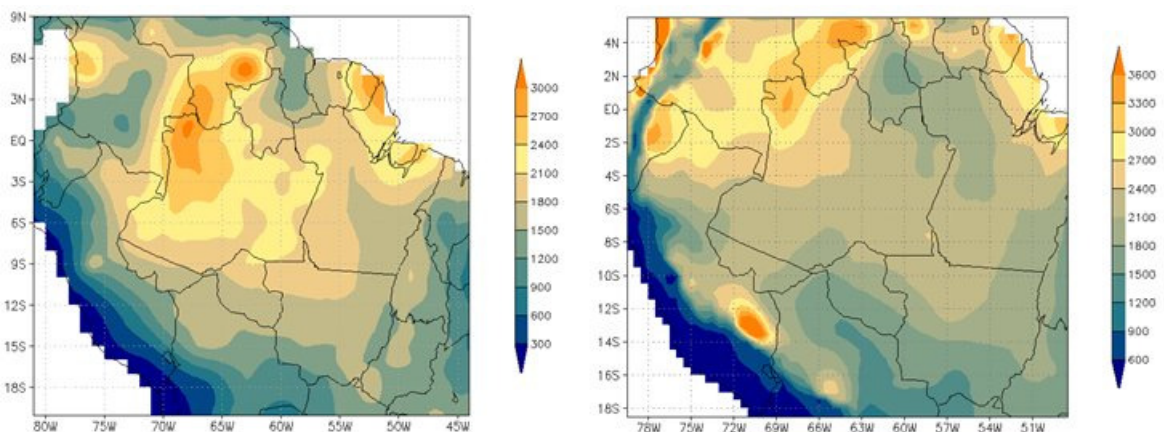 9N
6N
3N
EQ
3S
6S
9S
12S
15S
18S
80W 75W 70W 65W 60W 55W 50W 45W
3000
2700
2400
2100
1800
1500
1200
900
600
300
4N
2N
EQ
2S
4S
6S
8S
10S
12S
14S
16S
18S
78W 75W 72W 69W 66W 63W 60W 57W 54W 51W
3600
3300
3000
2700
2400
2100
1800
1500
1200
900
600